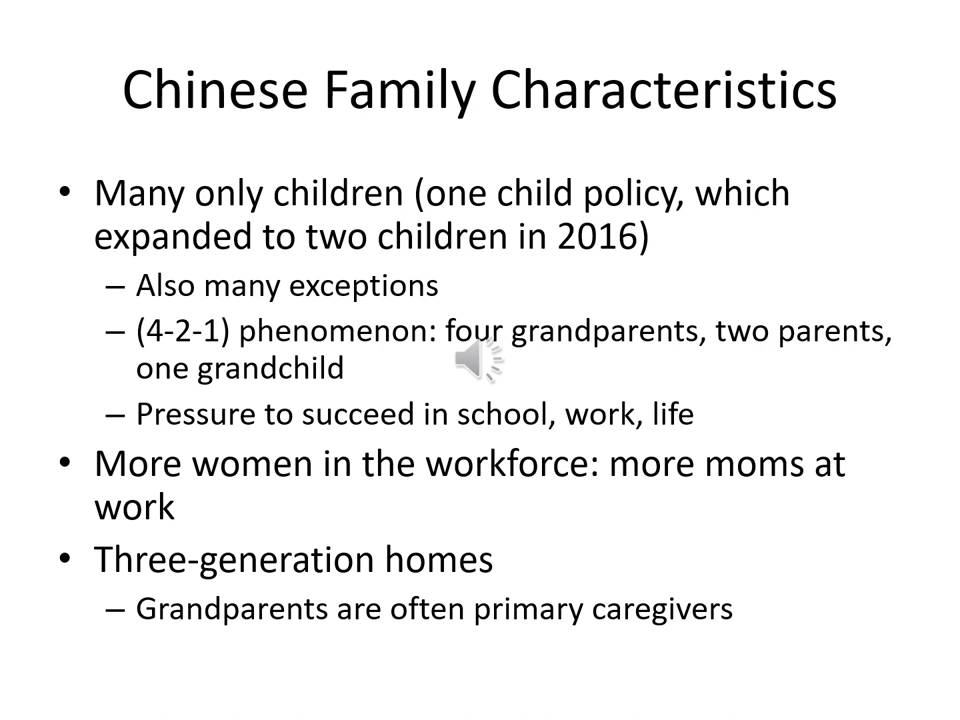 Chinese Family Characteristics
• Many only children (one child policy, which
expanded to two children in 2016)
– Also many exceptions
– (4-2-1) phenomenon: four grandparents, two parents,
one grandchild
– Pressure to succeed in school, work, life
• More women in the workforce: more moms at
work
• Three-generation homes
– Grandparents are often primary caregivers